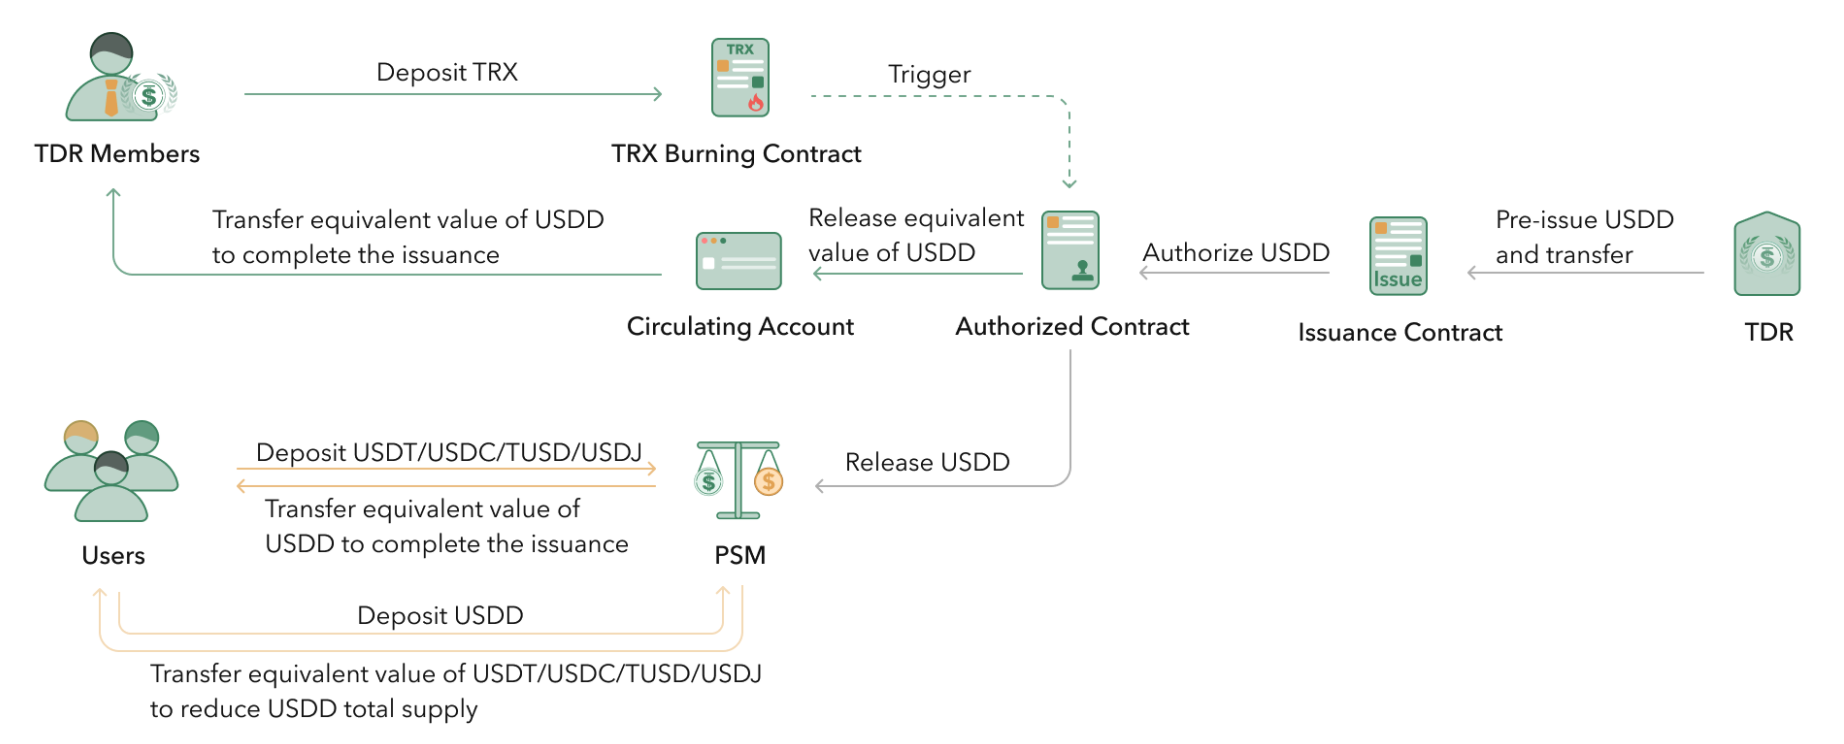 TRX
Deposit TRX
Trigger
TDR Members
TRX Burning Contract
Transfer equivalent value of USDD
to complete the issuance
Release equivalent
value of USDD
Authorize USDD
Pre-issue USDD
and transfer
Issue
$
$
Circulating Account
Authorized Contract
Issuance Contract
TDR
Deposit USDT/USDC/TUSD/USDJ
Release USDD
$
$
Transfer equivalent value of
USDD to complete the issuance
Users
PSM
Deposit USDD
Transfer equivalent value of USDT/USDC/TUSD/USDJ
to reduce USDD total supply